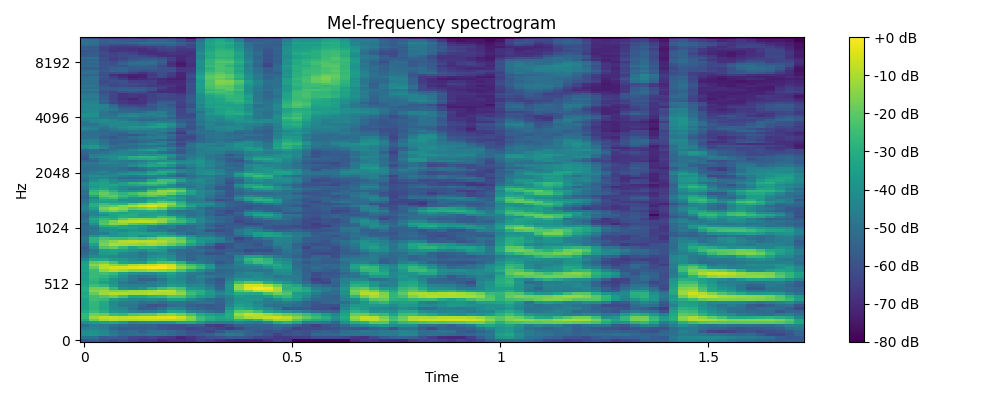 Mel-frequency spectrogram
Hz
8192
4096
2048
1024
512
0
0
0.5
1
1.5
Time
+0 dB
-10 dB
-20 dB
-30 dB
-40 dB
-50 dB
-60 dB
-70 dB
-80 dB